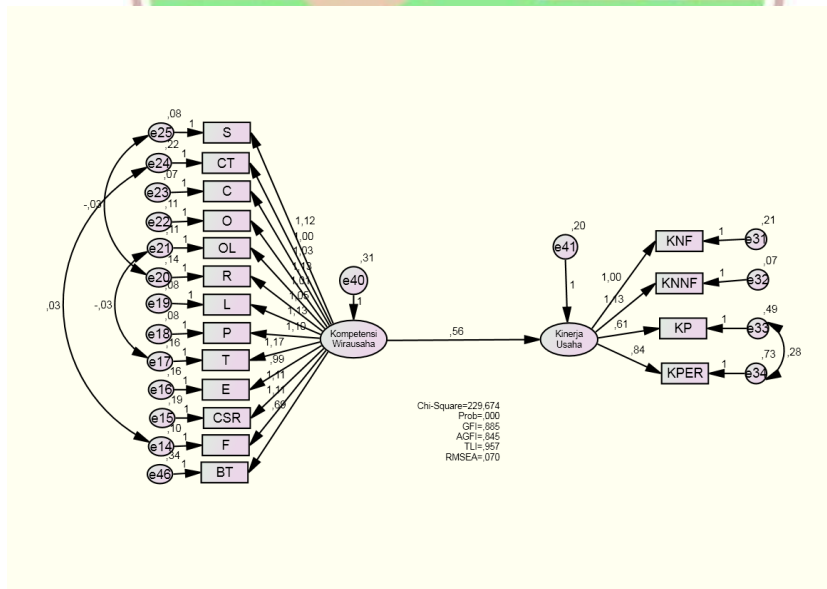 ,08
e25 1 S
,22
e24 1 CT
,07
e23 1 C
,11
e22 1 O
,11
e21 1 OL
,14
e20 1 R
,08
e19 1 L
,08
e18 1 P
,16
e17 1 T
,16
e16 1 E
,19
e15 1 CSR
,10
e14 1 F
,34
e46 1 BT
-,03
,03
-,03
1,12
1,00
1,03
1,13
1,01
1,05
1,13
1,10
1,17
,99
1,11
1,11
,69
,31
e40
1
Kompetensi
Wirausaha
,56
,20
e41
1
Kinerja
Usaha
1,00
1,13
,61
,84
KNF 1 e31 ,21
KNNF 1 e32 ,07
KP 1 e33 ,49
KPER 1 e34 ,73
,28
Chi-Square=229,674
Prob=,000
GFI=,885
AGFI=,845
TLI=,957
RMSEA=,070